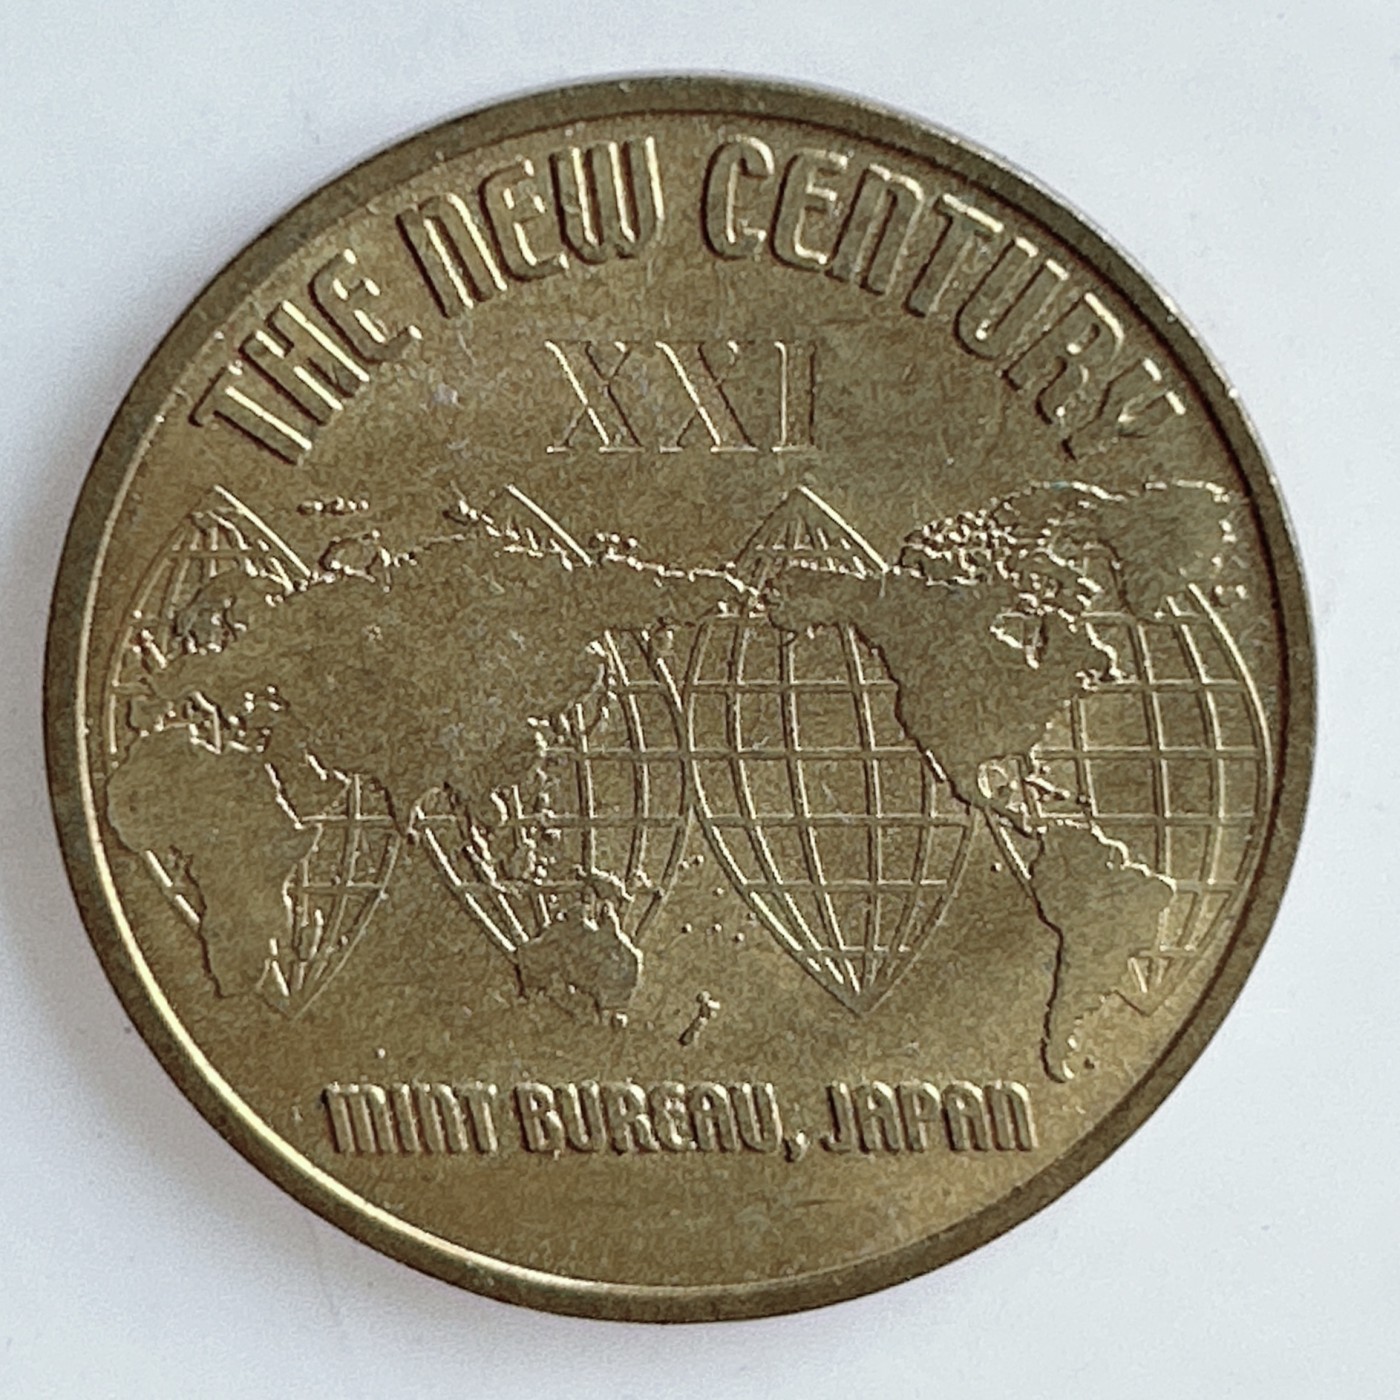 THE NEW CENTURY
XXI
MINT BUREAU, JAPAN